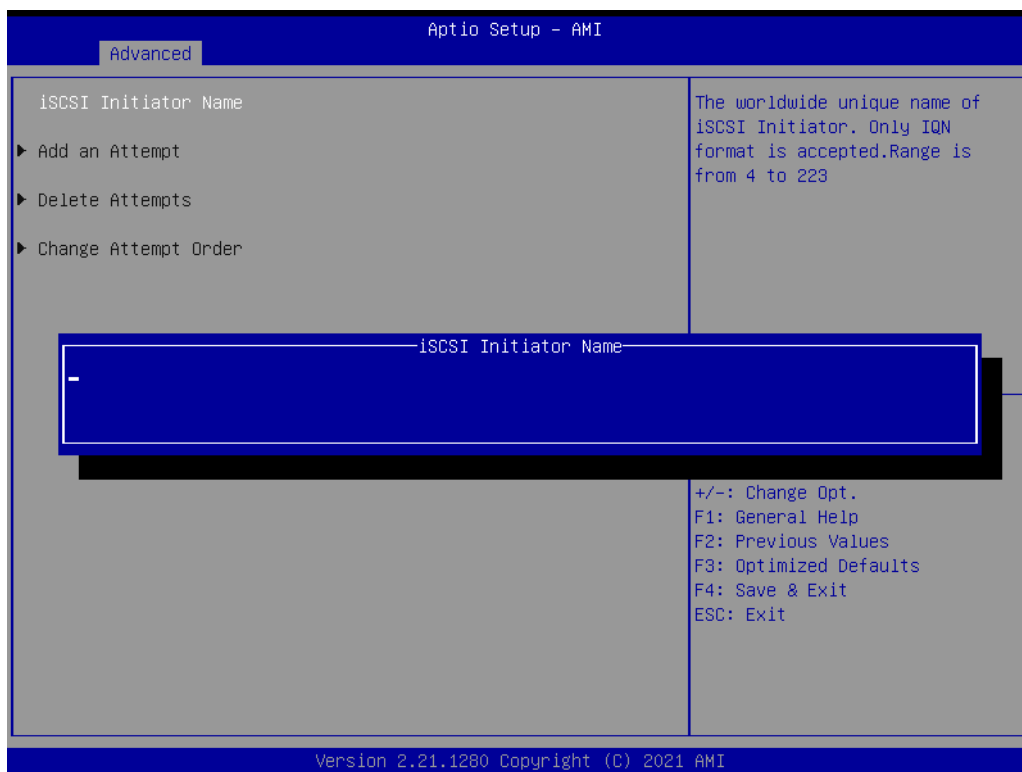 Aptio Setup – AMI
Advanced
iSCSI Initiator Name
Add an Attempt
Delete Attempts
Change Attempt Order
The worldwide unique name of
iSCSI Initiator. Only IQN
format is accepted.Range is
from 4 to 223
iSCSI Initiator Name
+/-: Change Opt.
F1: General Help
F2: Previous Values
F3: Optimized Defaults
F4: Save & Exit
ESC: Exit
Version 2.21.1280 Copyright (C) 2021 AMI